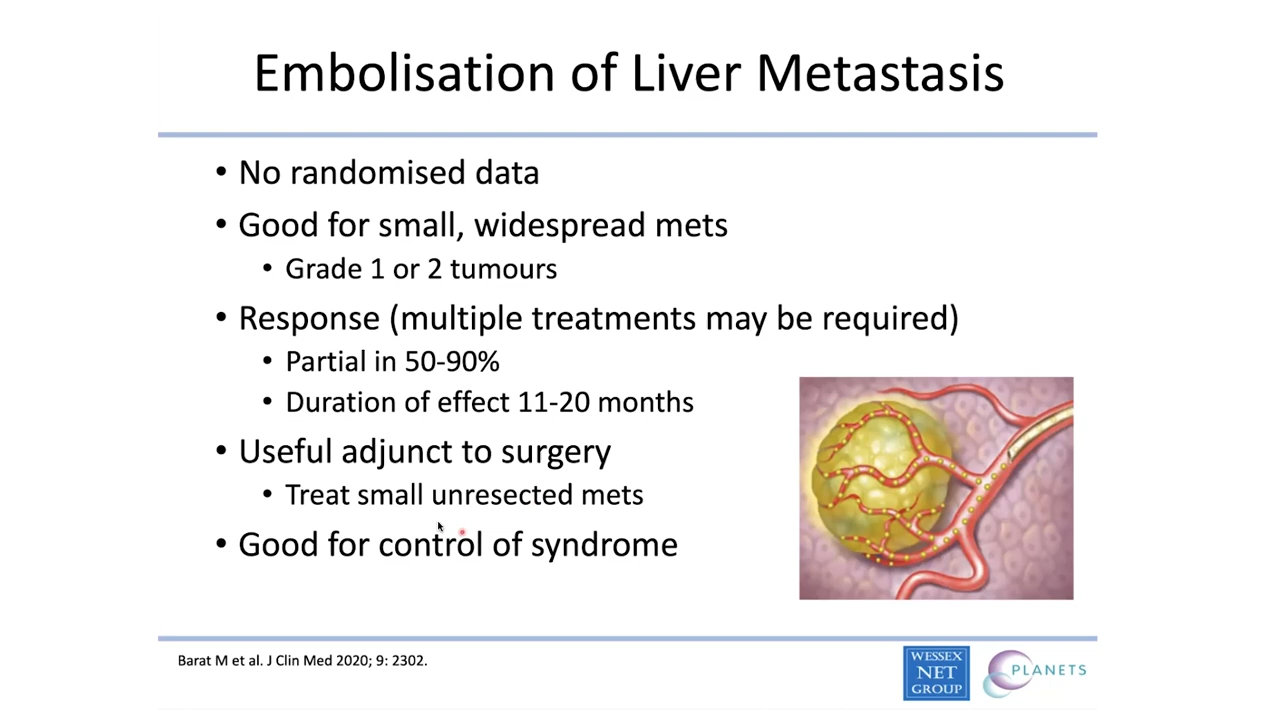 Embolisation of Liver Metastasis
• No randomised data
• Good for small, widespread mets
• Grade 1 or 2 tumours
• Response (multiple treatments may be required)
• Partial in 50-90%
• Duration of effect 11-20 months
• Useful adjunct to surgery
• Treat small unresected mets
• Good for control of syndrome
Barat M et al. J Clin Med 2020; 9: 2302.
WESSEX
NET
GROUP
PLANETS